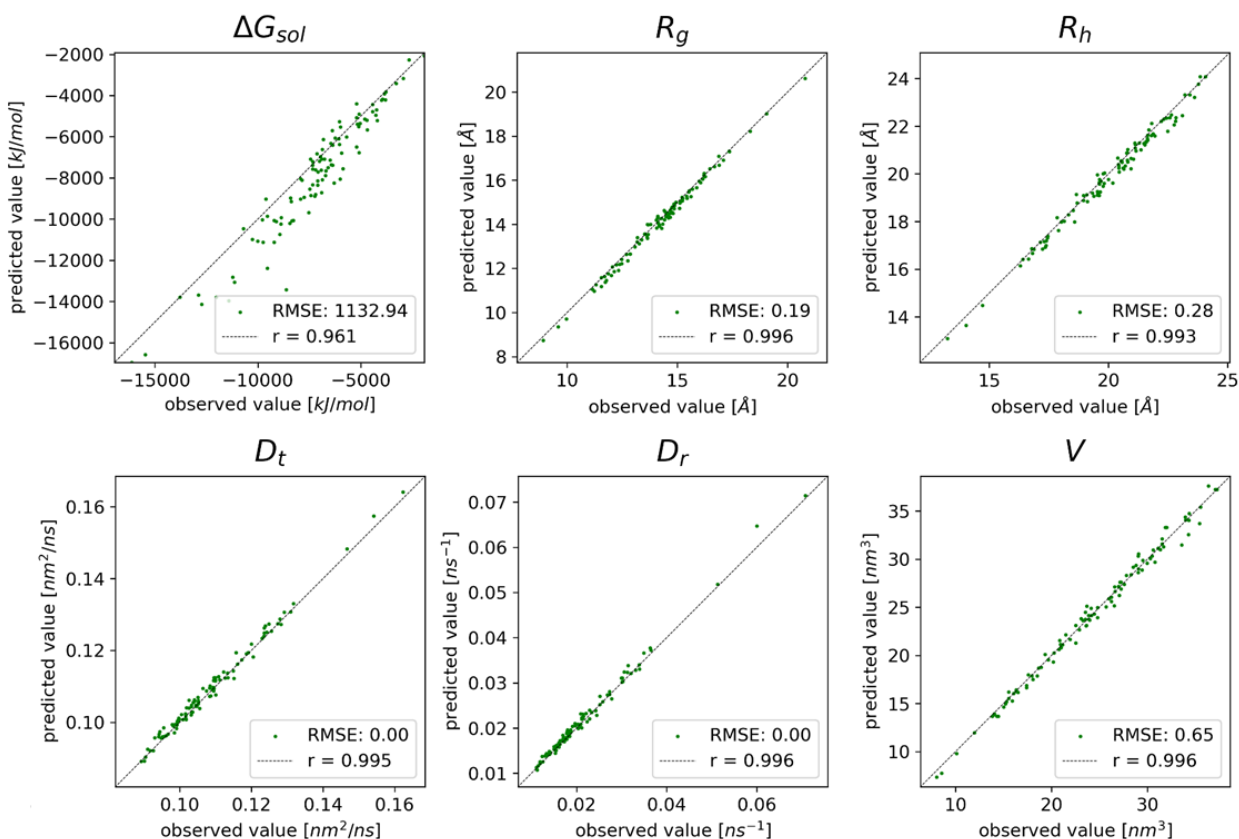 ΔG_sol
R_g
R_h
predicted value [kJ/mol]
−2000
−4000
−6000
−8000
−10000
−12000
−14000
−16000
RMSE: 1132.94
r = 0.961
−15000 −10000 −5000
observed value [kJ/mol]
predicted value [Å]
20
18
16
14
12
10
8
RMSE: 0.19
r = 0.996
10 15 20
observed value [Å]
predicted value [Å]
24
22
20
18
16
14
RMSE: 0.28
r = 0.993
15 20 25
observed value [Å]
D_t
D_r
V
predicted value [nm²/ns]
0.16
0.14
0.12
0.10
RMSE: 0.00
r = 0.995
0.10 0.12 0.14 0.16
observed value [nm²/ns]
predicted value [ns⁻¹]
0.07
0.06
0.05
0.04
0.03
0.02
0.01
RMSE: 0.00
r = 0.996
0.02 0.04 0.06
observed value [ns⁻¹]
predicted value [nm³]
35
30
25
20
15
10
RMSE: 0.65
r = 0.996
10 20 30
observed value [nm³]